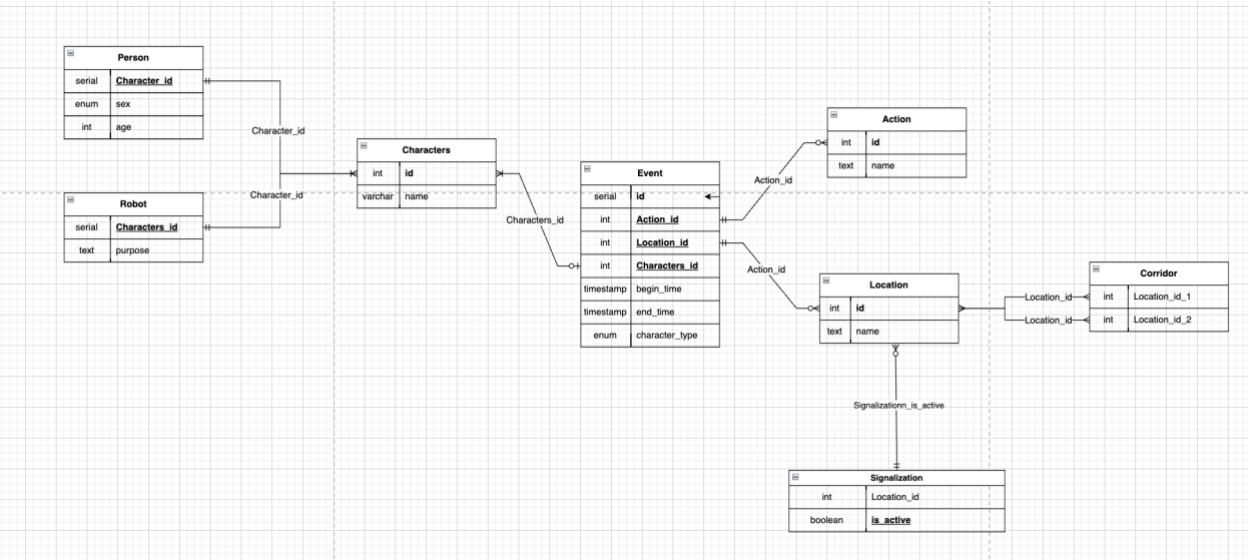 Person
serial Character_id
enum sex
int age
Character_id
Robot
serial Characters_id
text purpose
Character_id
Characters
int id
varchar name
Characters_id
Event
serial id
int Action_id
int Location_id
int Characters_id
timestamp begin_time
timestamp end_time
enum character_type
Action_id
Action
int id
text name
Action_id
Location
int id
text name
Location_id
Location_id
Corridor
int Location_id_1
int Location_id_2
Signalizationn_is_active
Signalization
int Location_id
boolean is_active